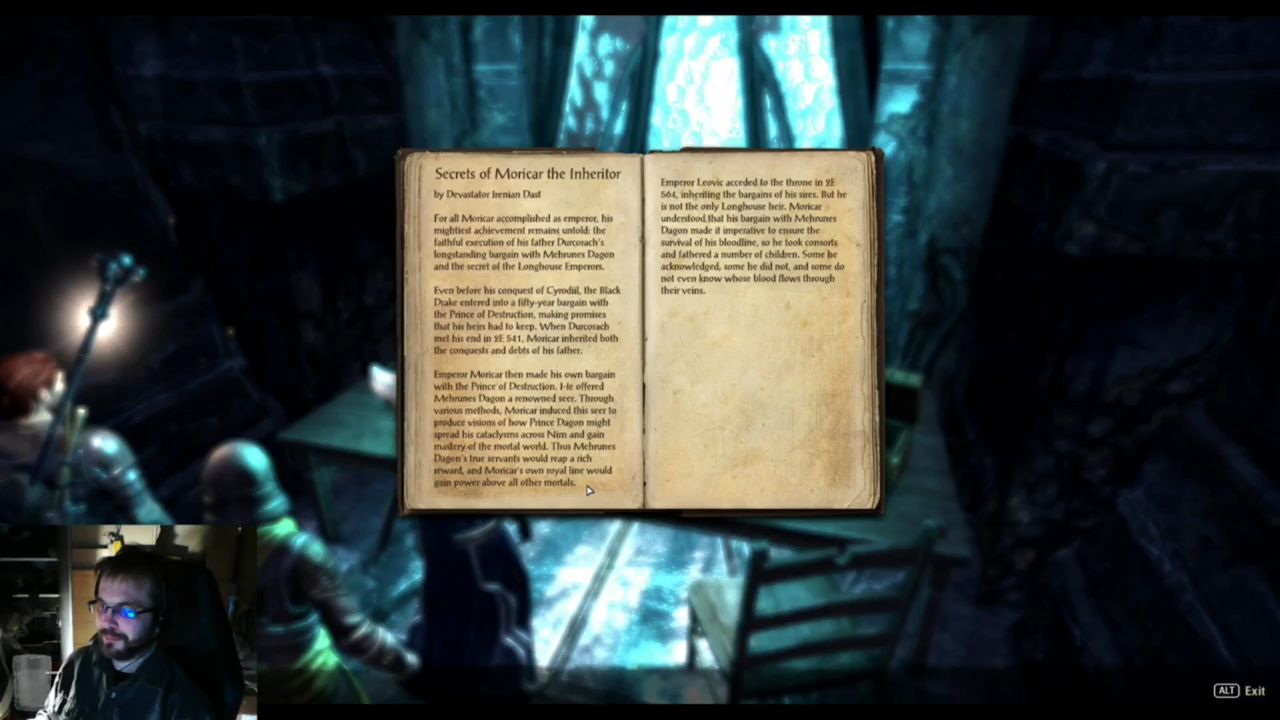 Secrets of Moricar the Inheritor
by Devastator Irenian Dast
For all Moricar accomplished as emperor, his
mightiest achievement remains untold: the
faithful execution of his father Durcorach's
longstanding bargain with Mehrunes Dagon
and the secret of the Longhouse Emperors.
Even before his conquest of Cyrodiil, the Black
Drake entered into a fifty-year bargain with
the Prince of Destruction, making promises
that his heirs had to keep. When Durcorach
met his end in 2E 541, Moricar inherited both
the conquests and debts of his father.
Emperor Moricar then made his own bargain
with the Prince of Destruction. He offered
Mehrunes Dagon a renowned seer. Through
various methods, Moricar induced this seer to
produce visions of how Prince Dagon might
spread his cataclysms across Nirn and gain
mastery of the mortal world. Thus Mehrunes
Dagon's true servants would reap a rich
reward, and Moricar's own royal line would
gain power above all other mortals.
Emperor Leovic acceded to the throne in 2E
564, inheriting the bargains of his sires. But he
is not the only Longhouse heir. Moricar
understood that his bargain with Mehrunes
Dagon made it imperative to ensure the
survival of his bloodline, so he took consorts
and fathered a number of children. Some he
acknowledged, some he did not, and some do
not even know whose blood flows through
their veins.
ALT Exit